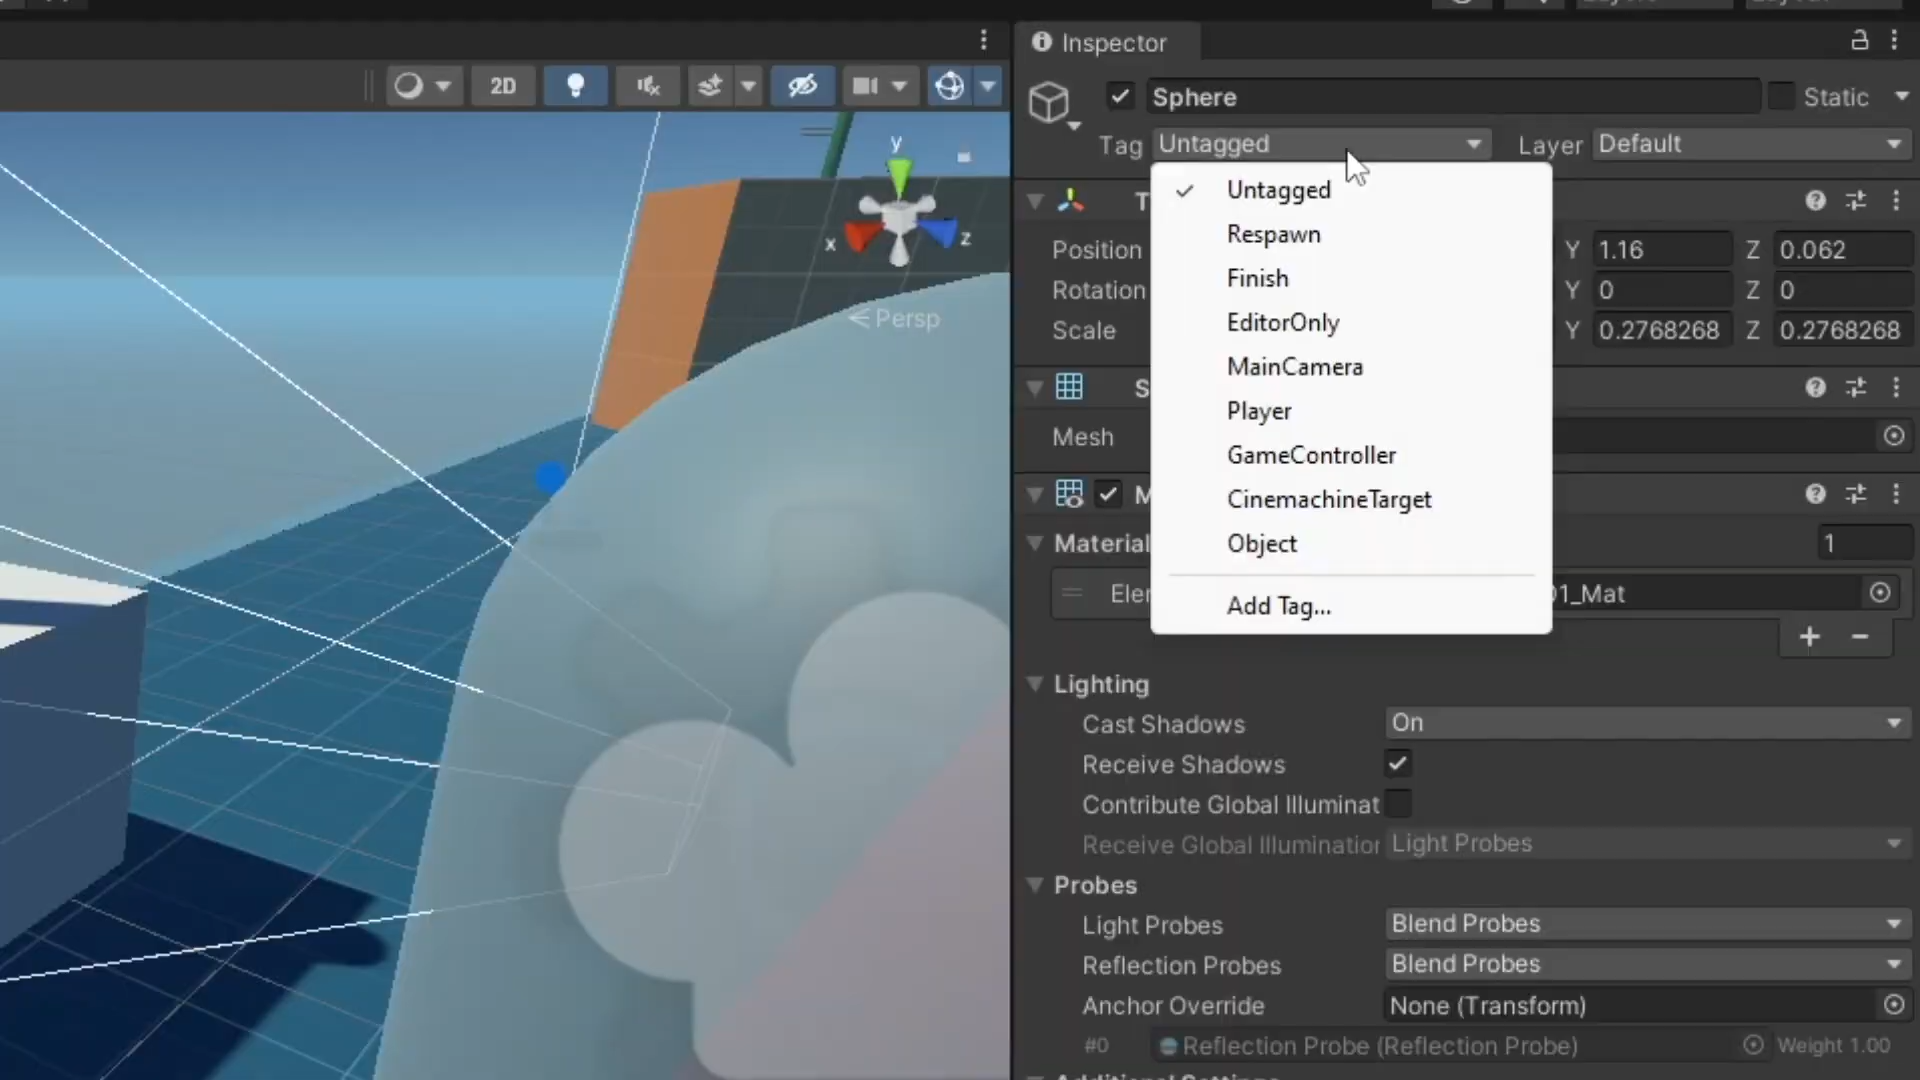 Inspector
2D
Sphere
Static
Tag Untagged
Layer Default
Untagged
Respawn
Finish
EditorOnly
MainCamera
Player
GameController
CinemachineTarget
Object
Add Tag...
y
x
z
Persp
T
Position Y 1.16 Z 0.062
Rotation Y 0 Z 0
Scale Y 0.2768268 Z 0.2768268
S
Mesh
M
Material 1
Eler 01_Mat
+ −
Lighting
Cast Shadows On
Receive Shadows
Contribute Global Illuminat
Receive Global Illumination Light Probes
Probes
Light Probes Blend Probes
Reflection Probes Blend Probes
Anchor Override None (Transform)
#0 Reflection Probe (Reflection Probe) Weight 1.00